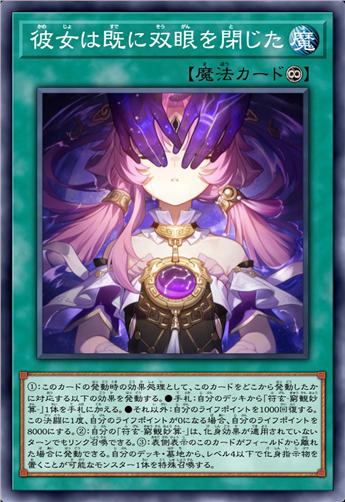 彼女は既に双眼を閉じた
魔
【魔法カード】
①:このカードの発動時の効果処理として、このカードをどこから発動したか
に対応する以下の効果を発動する。●手札:自分のデッキから「符玄・窮観妙
算」1体を手札に加える。●それ以外:自分のライフポイントを1000回復する。
この決闘に1度、自分のライフポイントが0になる場合、自分のライフポイントを
8000にする。②:自分の「符玄・窮観妙算」は、化身効果が適用されていない
ターンでもリング召喚できる。③:表側表示のこのカードがフィールドから離れ
た場合に発動できる。自分のデッキ・墓地から、レベル4以下で化身指示物を
置くことが可能なモンスター1体を特殊召喚する。